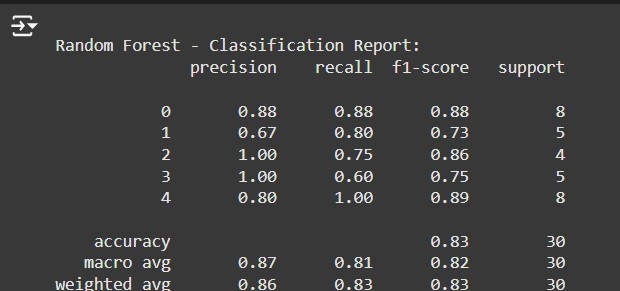 Random Forest - Classification Report:
precision recall f1-score support
0 0.88 0.88 0.88 8
1 0.67 0.80 0.73 5
2 1.00 0.75 0.86 4
3 1.00 0.60 0.75 5
4 0.80 1.00 0.89 8
accuracy 0.83 30
macro avg 0.87 0.81 0.82 30
weighted avg 0.86 0.83 0.83 30